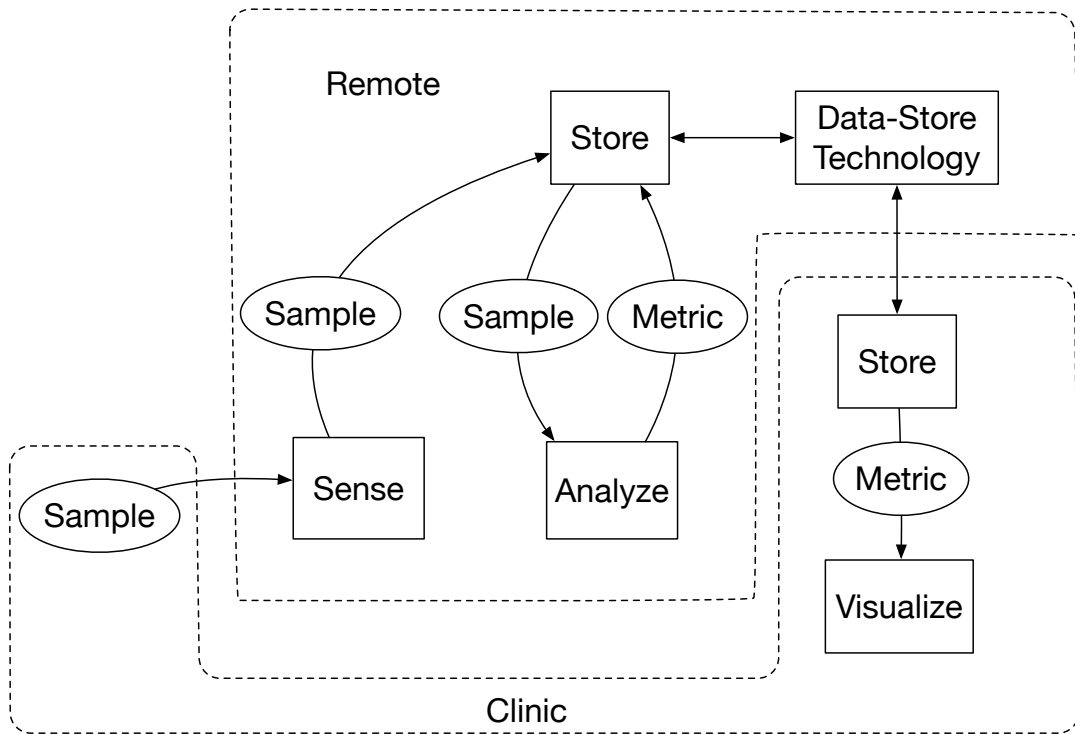 Remote
Store
Data-Store
Technology
Sample
Sample
Metric
Store
Sense
Analyze
Sample
Metric
Visualize
Clinic